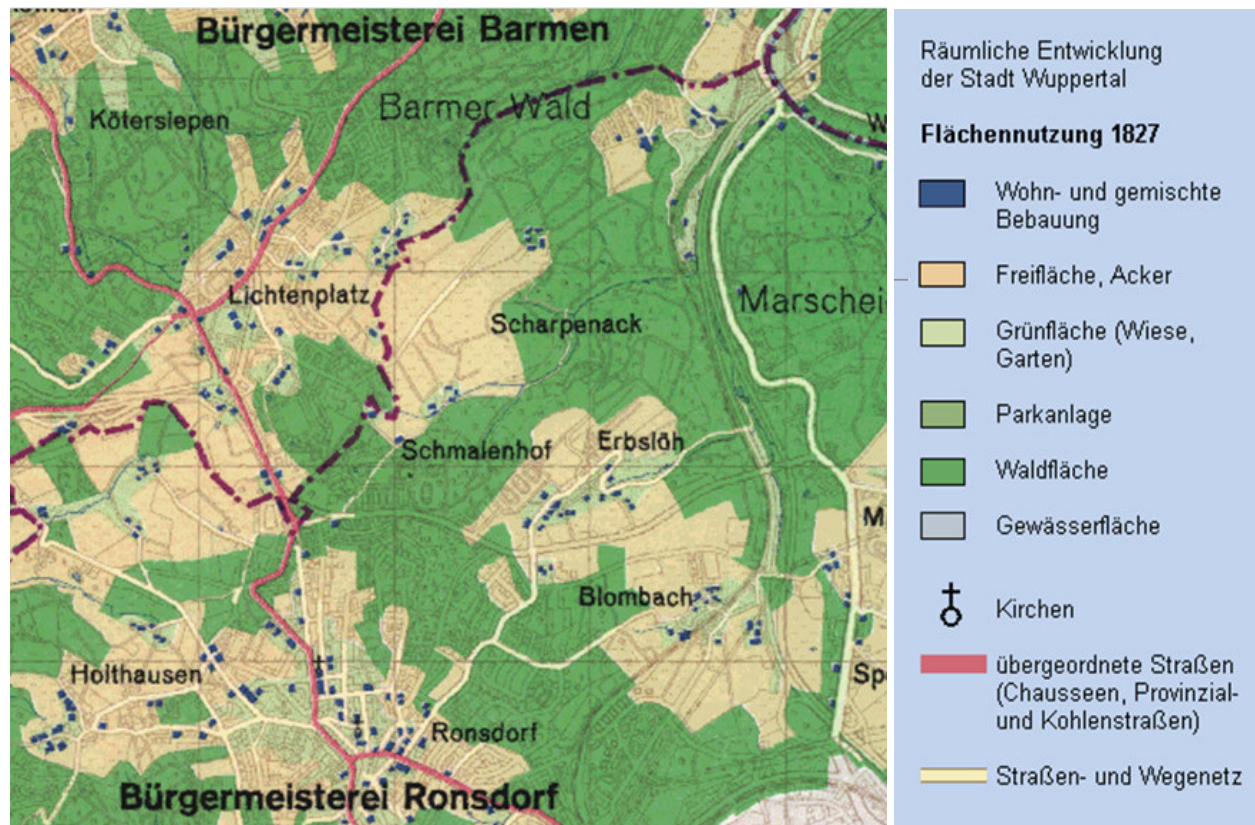 Bürgermeisterei Barmen
Barmer Wald
Kötersiepen
Lichtenplatz
Scharpenack
Marschei
Schmalenhof
Erbslöh
Blombach
Holthausen
Ronsdorf
Bürgermeisterei Ronsdorf
M
Sp
Räumliche Entwicklung
der Stadt Wuppertal
Flächennutzung 1827
Wohn- und gemischte
Bebauung
Freifläche, Acker
Grünfläche (Wiese,
Garten)
Parkanlage
Waldfläche
Gewässerfläche
Kirchen
übergeordnete Straßen
(Chausseen, Provinzial-
und Kohlenstraßen)
Straßen- und Wegenetz